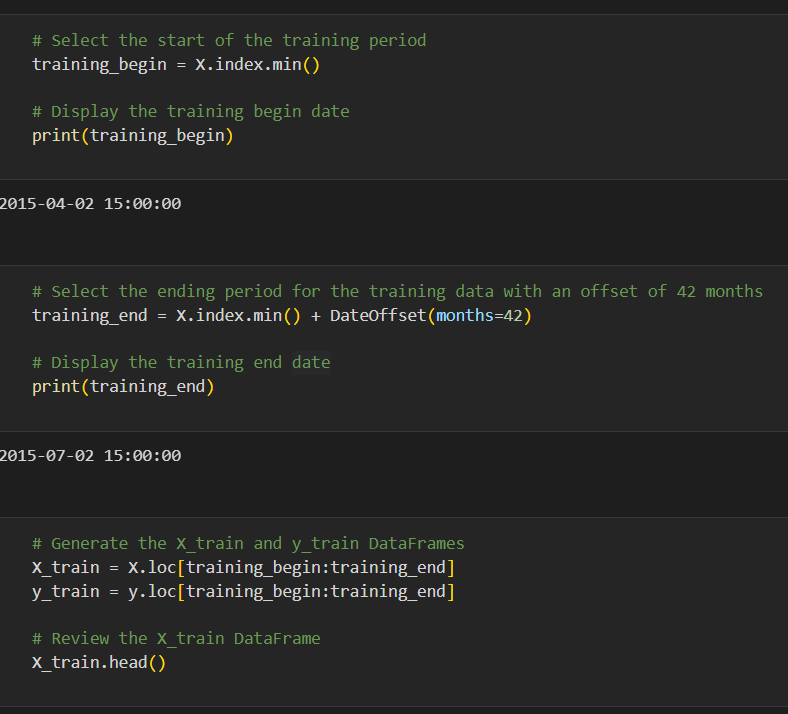 # Select the start of the training period
training_begin = X.index.min()
# Display the training begin date
print(training_begin)
2015-04-02 15:00:00
# Select the ending period for the training data with an offset of 42 months
training_end = X.index.min() + DateOffset(months=42)
# Display the training end date
print(training_end)
2015-07-02 15:00:00
# Generate the X_train and y_train DataFrames
X_train = X.loc[training_begin:training_end]
y_train = y.loc[training_begin:training_end]
# Review the X_train DataFrame
X_train.head()